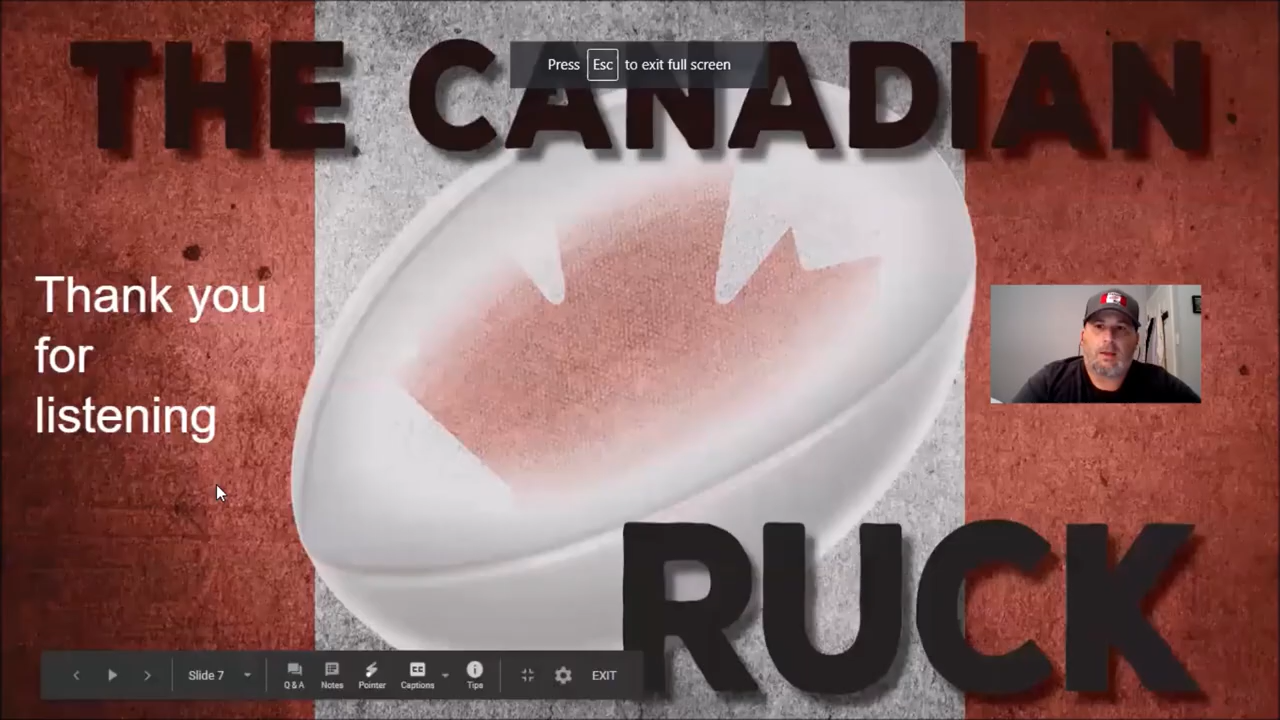 THE CANADIAN
Press Esc to exit full screen
Thank you
for
listening
RUCK
Slide 7
Q & A
Notes
Pointer
CC
Captions
Tips
EXIT